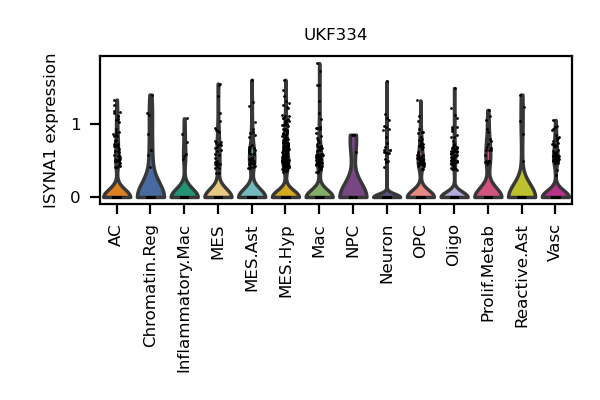 UKF334
ISYNA1 expression
1
0
AC
Chromatin.Reg
Inflammatory.Mac
MES
MES.Ast
MES.Hyp
Mac
NPC
Neuron
OPC
Oligo
Prolif.Metab
Reactive.Ast
Vasc